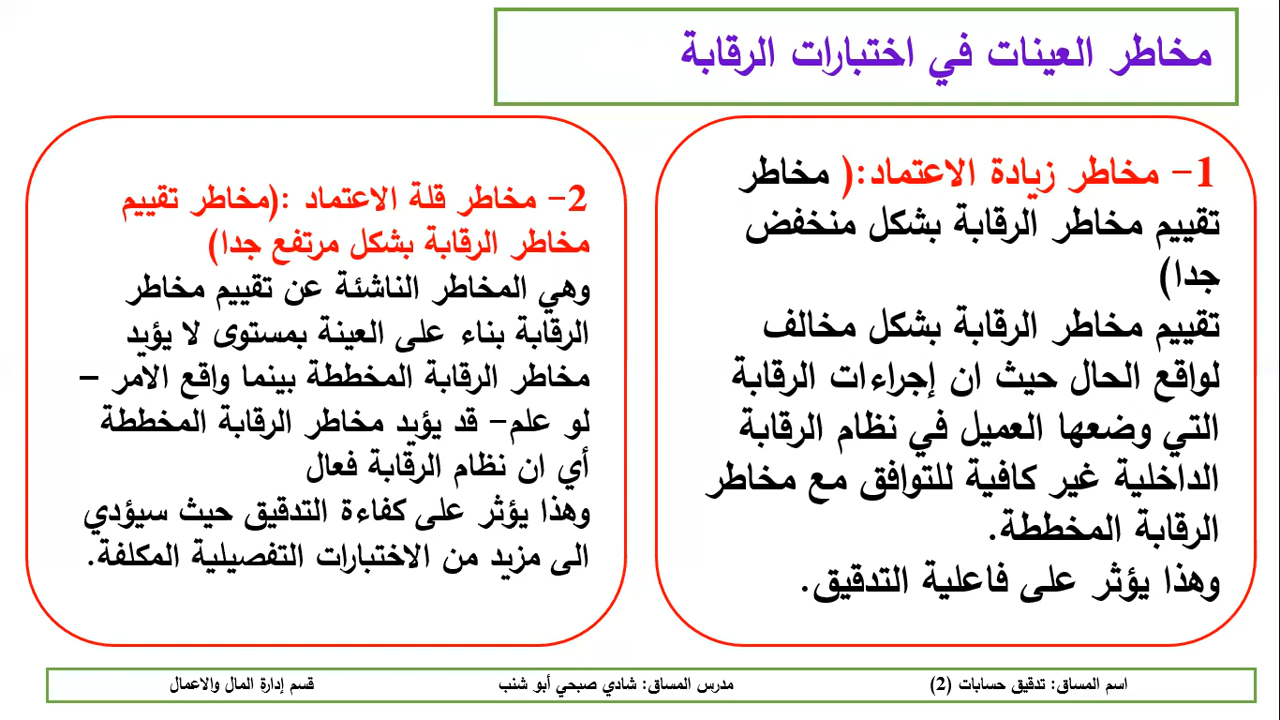 مخاطر العينات في اختبارات الرقابة
1- مخاطر زيادة الاعتماد:( مخاطر
تقييم مخاطر الرقابة بشكل منخفض
جدا)
تقييم مخاطر الرقابة بشكل مخالف
لواقع الحال حيث ان إجراءات الرقابة
التي وضعها العميل في نظام الرقابة
الداخلية غير كافية للتوافق مع مخاطر
الرقابة المخططة.
وهذا يؤثر على فاعلية التدقيق.
2- مخاطر قلة الاعتماد :(مخاطر تقييم
مخاطر الرقابة بشكل مرتفع جدا)
وهي المخاطر الناشئة عن تقييم مخاطر
الرقابة بناء على العينة بمستوى لا يؤيد
مخاطر الرقابة المخططة بينما واقع الامر –
لو علم- قد يؤيد مخاطر الرقابة المخططة
أي ان نظام الرقابة فعال
وهذا يؤثر على كفاءة التدقيق حيث سيؤدي
الى مزيد من الاختبارات التفصيلية المكلفة.
اسم المساق: تدقيق حسابات (2) مدرس المساق: شادي صبحي أبو شنب قسم إدارة المال والاعمال